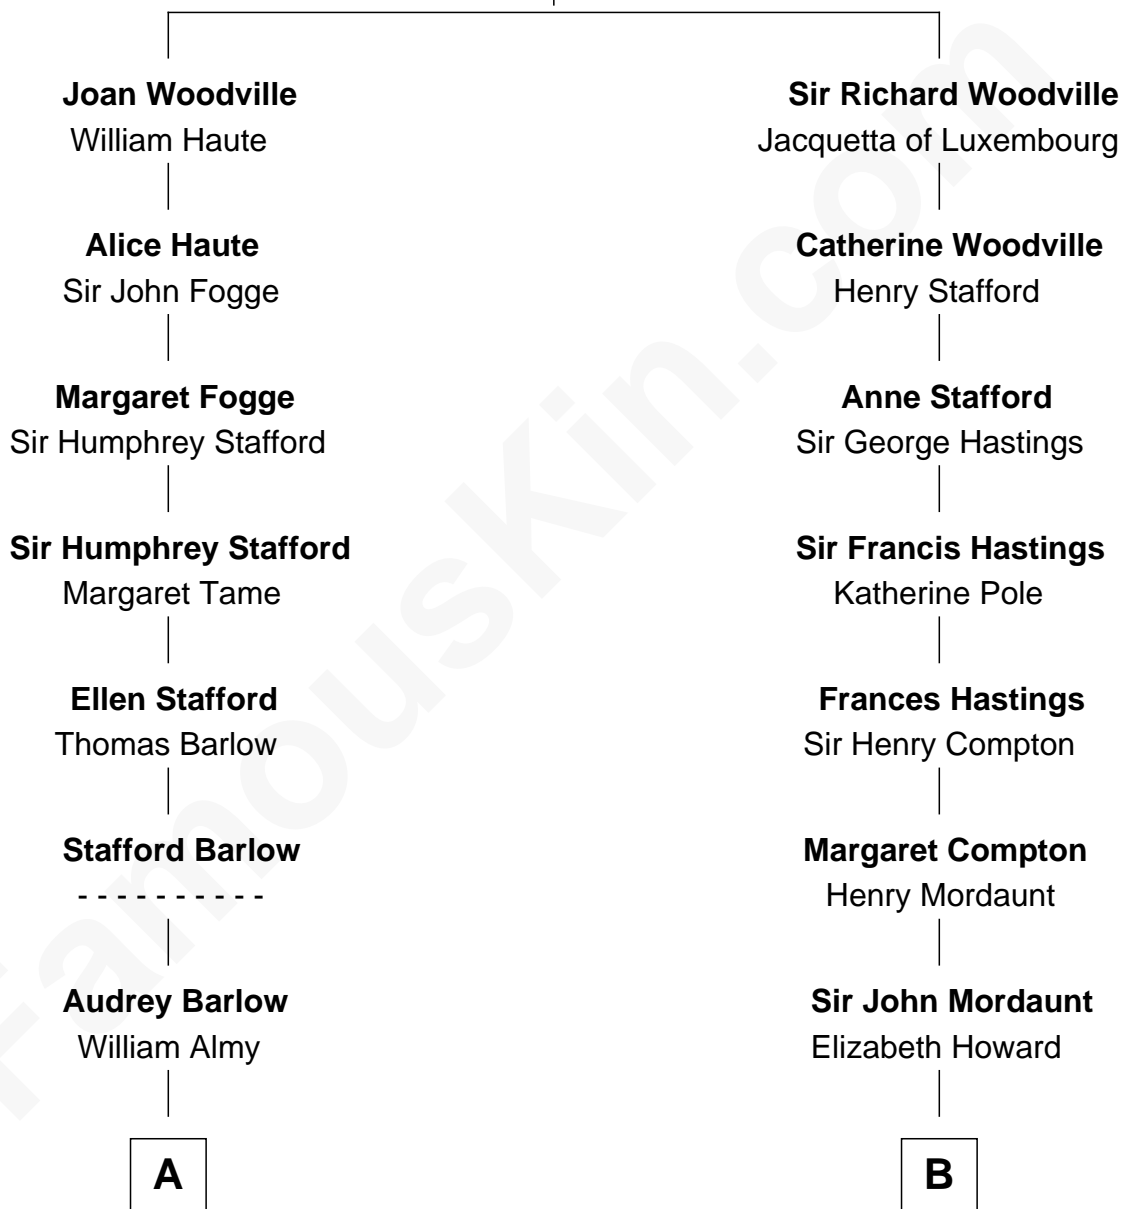 Joan Woodville
William Haute
Alice Haute
Sir John Fogge
Margaret Fogge
Sir Humphrey Stafford
Sir Humphrey Stafford
Margaret Tame
Ellen Stafford
Thomas Barlow
Stafford Barlow
- - - - - - - - - -
Audrey Barlow
William Almy
A
Sir Richard Woodville
Jacquetta of Luxembourg
Catherine Woodville
Henry Stafford
Anne Stafford
Sir George Hastings
Sir Francis Hastings
Katherine Pole
Frances Hastings
Sir Henry Compton
Margaret Compton
Henry Mordaunt
Sir John Mordaunt
Elizabeth Howard
B
FamousKin.com